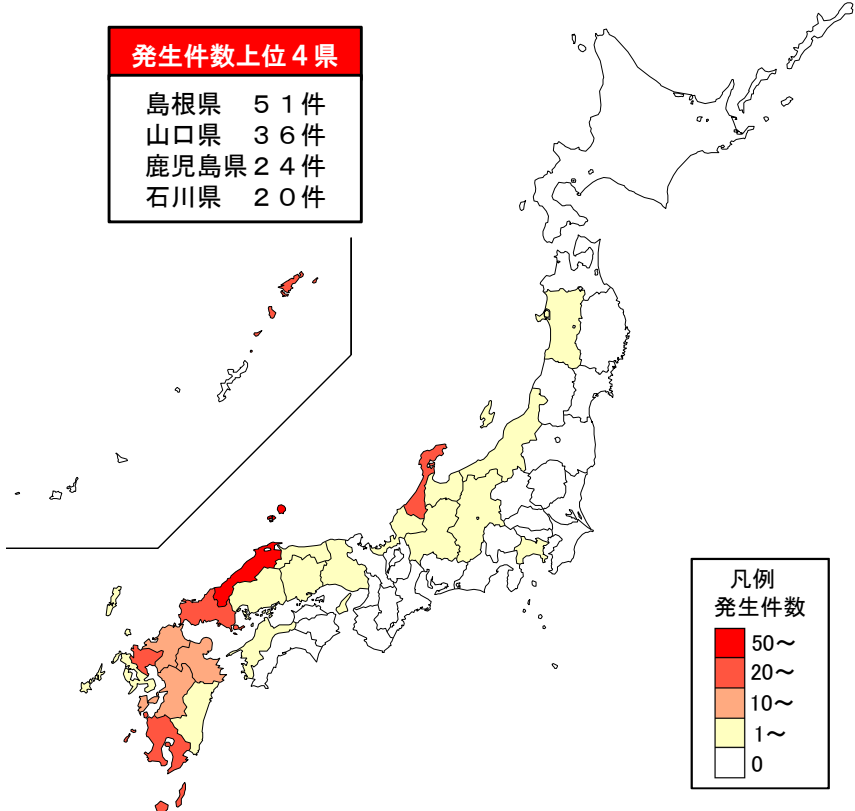 発生件数上位４県
島根県　５１件
山口県　３６件
鹿児島県２４件
石川県　２０件
凡例
発生件数
50～
20～
10～
1～
0